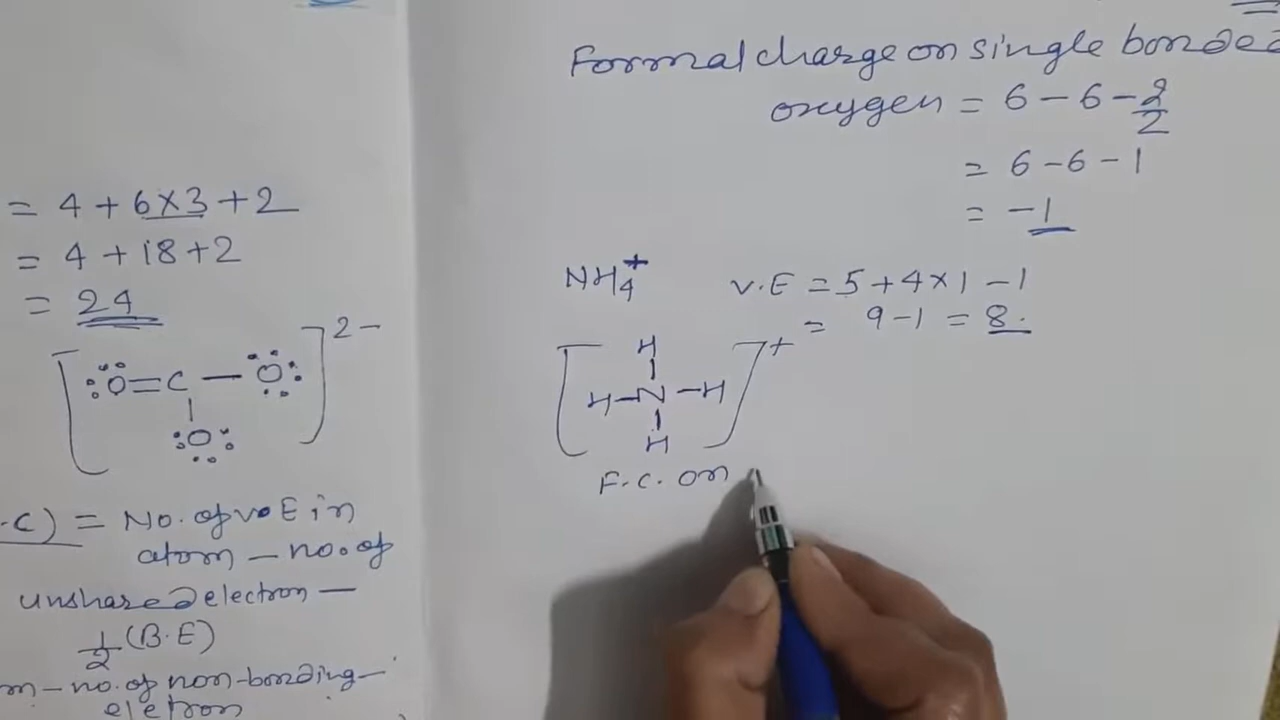 = 4 + 6×3 + 2
= 4 + 18 + 2
= 24
[:Ö=C—Ö:]2−
|
:O:
.C) = No. of v.E in
atom – no. of
unshared electron –
1/2 (B.E)
– no. of non-bonding –
eletron
Formal charge on single bonded
oxygen = 6 – 6 – 2/2
= 6 – 6 – 1
= –1
NH4+ V.E = 5 + 4×1 – 1
= 9 – 1 = 8.
H
|
[H–N–H]+
|
H
F.C. on